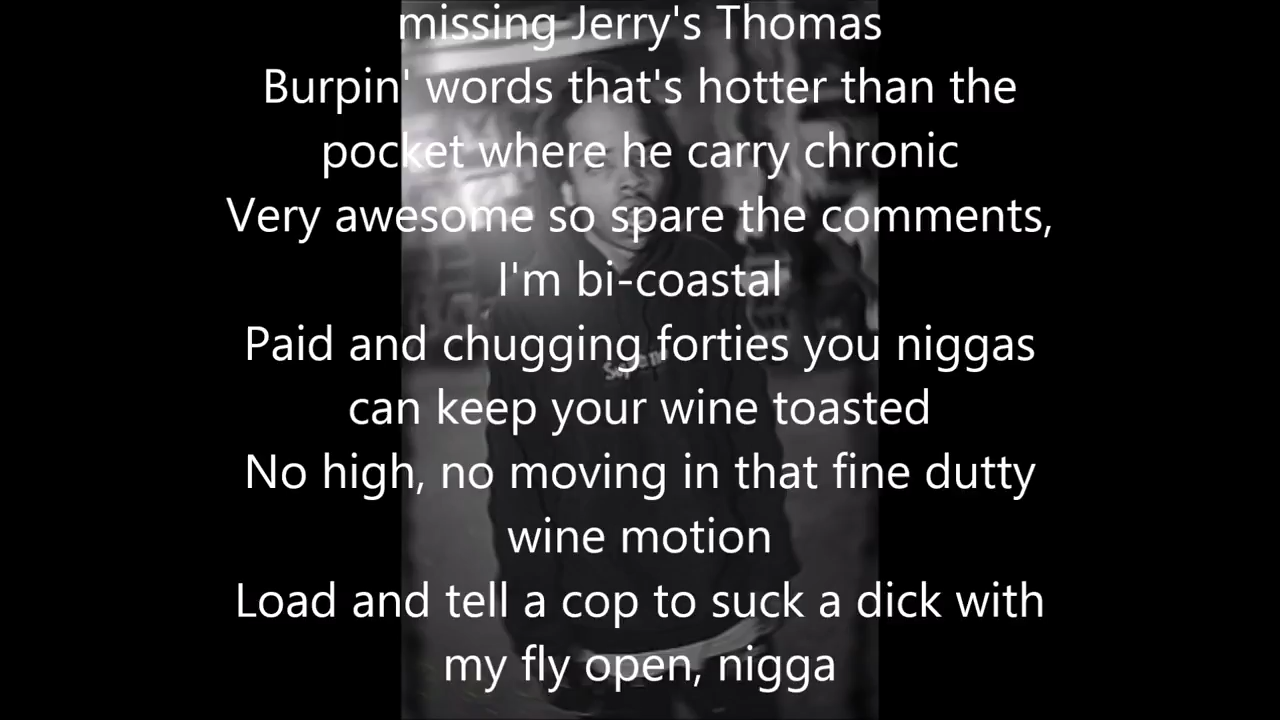 missing Jerry's Thomas
Burpin' words that's hotter than the
pocket where he carry chronic
Very awesome so spare the comments,
I'm bi-coastal
Paid and chugging forties you niggas
can keep your wine toasted
No high, no moving in that fine dutty
wine motion
Load and tell a cop to suck a dick with
my fly open, nigga